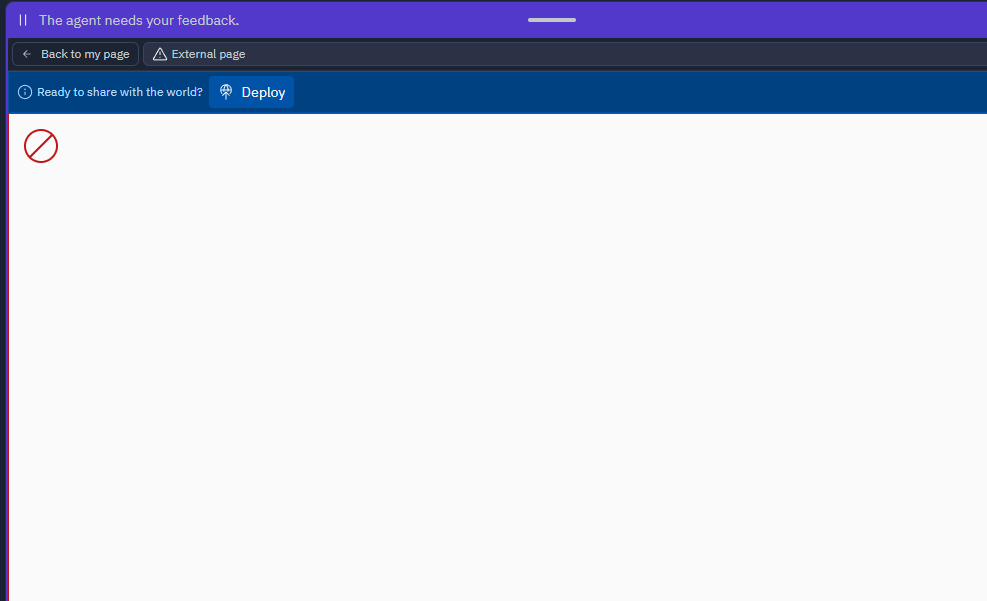 The agent needs your feedback.
Back to my page
External page
Ready to share with the world?
Deploy